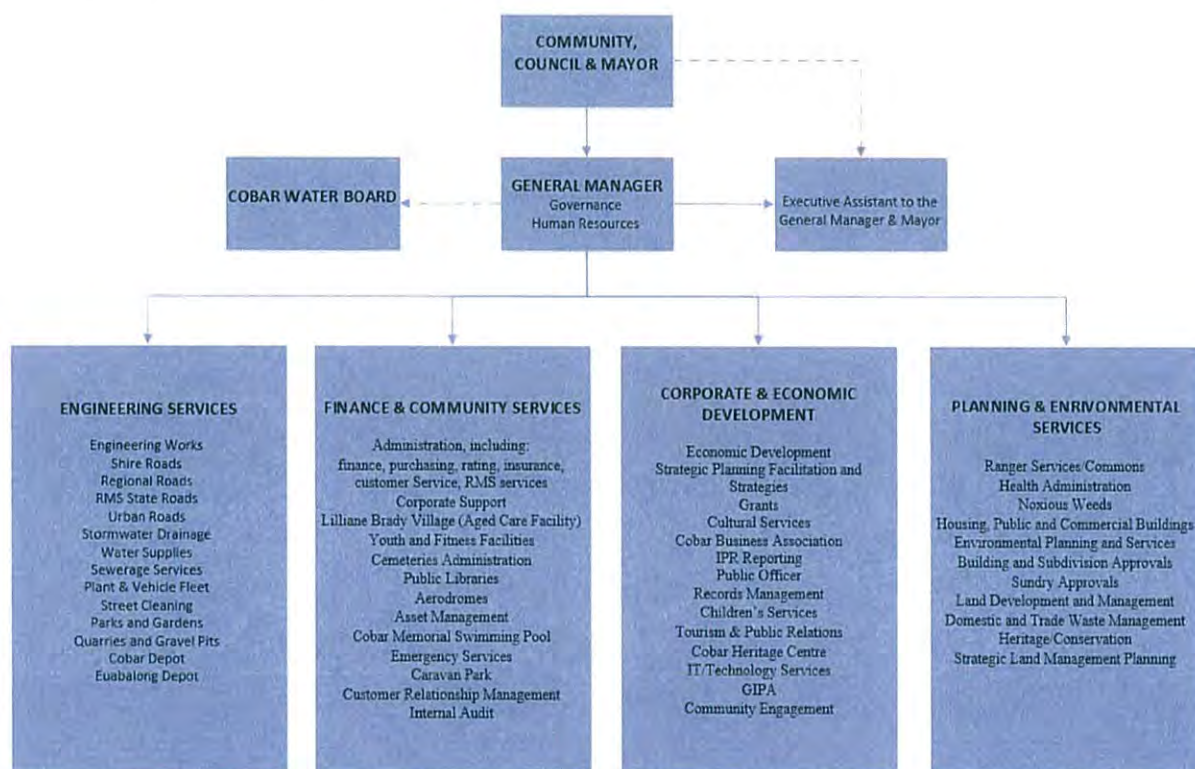 COMMUNITY,
COUNCIL & MAYOR
COBAR WATER BOARD
GENERAL MANAGER
Governance
Human Resources
Executive Assistant to the
General Manager & Mayor
ENGINEERING SERVICES
Engineering Works
Shire Roads
Regional Roads
RMS State Roads
Urban Roads
Stormwater Drainage
Water Supplies
Sewerage Services
Plant & Vehicle Fleet
Street Cleaning
Parks and Gardens
Quarries and Gravel Pits
Cobar Depot
Euabalong Depot
FINANCE & COMMUNITY SERVICES
Administration, including:
finance, purchasing, rating, insurance,
customer Service, RMS services
Corporate Support
Lilliane Brady Village (Aged Care Facility)
Youth and Fitness Facilities
Cemeteries Administration
Public Libraries
Aerodromes
Asset Management
Cobar Memorial Swimming Pool
Emergency Services
Caravan Park
Customer Relationship Management
Internal Audit
CORPORATE & ECONOMIC
DEVELOPMENT
Economic Development
Strategic Planning Facilitation and
Strategies
Grants
Cultural Services
Cobar Business Association
IPR Reporting
Public Officer
Records Management
Children's Services
Tourism & Public Relations
Cobar Heritage Centre
IT/Technology Services
GIPA
Community Engagement
PLANNING & ENRIVONMENTAL
SERVICES
Ranger Services/Commons
Health Administration
Noxious Weeds
Housing, Public and Commercial Buildings
Environmental Planning and Services
Building and Subdivision Approvals
Sundry Approvals
Land Development and Management
Domestic and Trade Waste Management
Heritage/Conservation
Strategic Land Management Planning